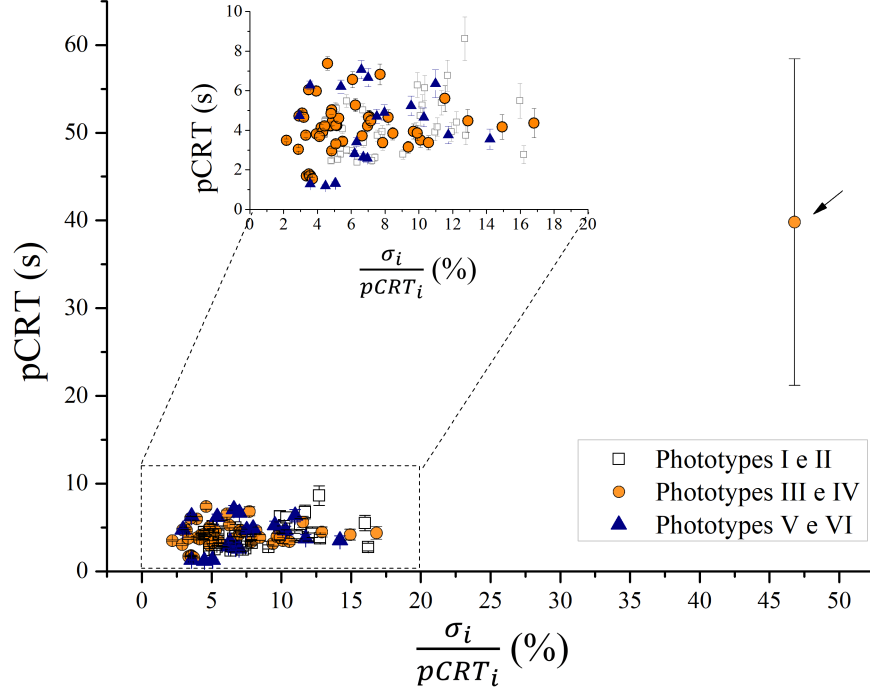 10
8
6
4
2
0
pCRT (s)
0 2 4 6 8 10 12 14 16 18 20
σᵢ
pCRTᵢ
(%)
60
50
40
30
20
10
0
pCRT (s)
Phototypes I e II
Phototypes III e IV
Phototypes V e VI
0 5 10 15 20 25 30 35 40 45 50
σᵢ
pCRTᵢ
(%)